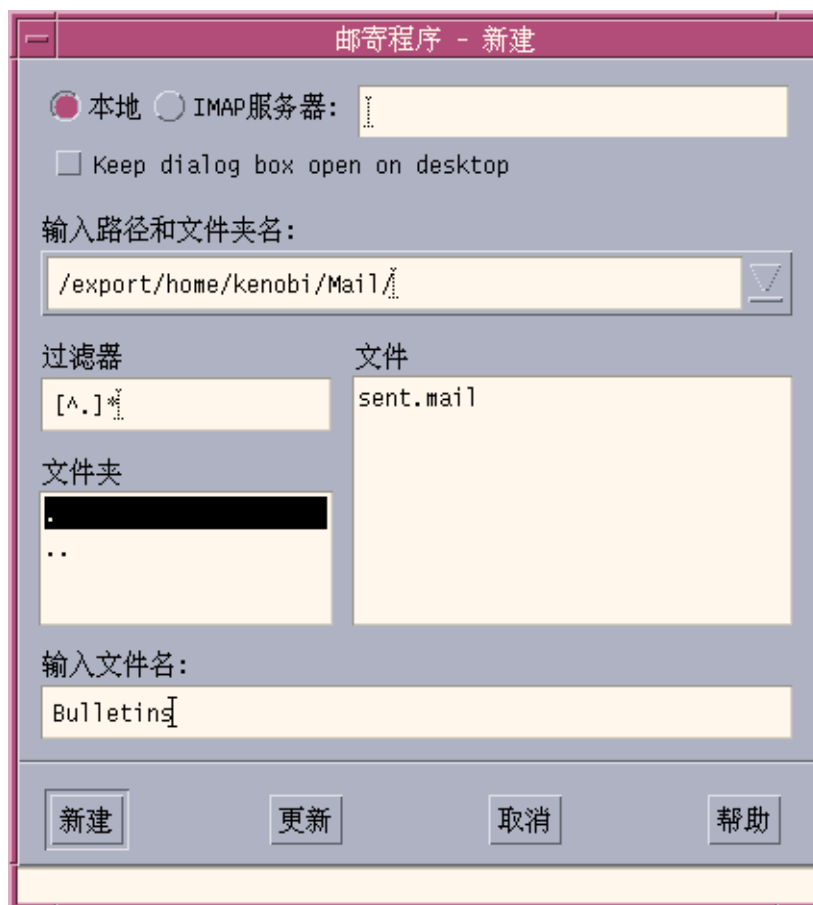 邮寄程序 - 新建
本地 IMAP服务器:
Keep dialog box open on desktop
输入路径和文件夹名:
/export/home/kenobi/Mail/
过滤器
[^.]*
文件
sent.mail
文件夹
.
..
输入文件名:
Bulletins
新建 更新 取消 帮助